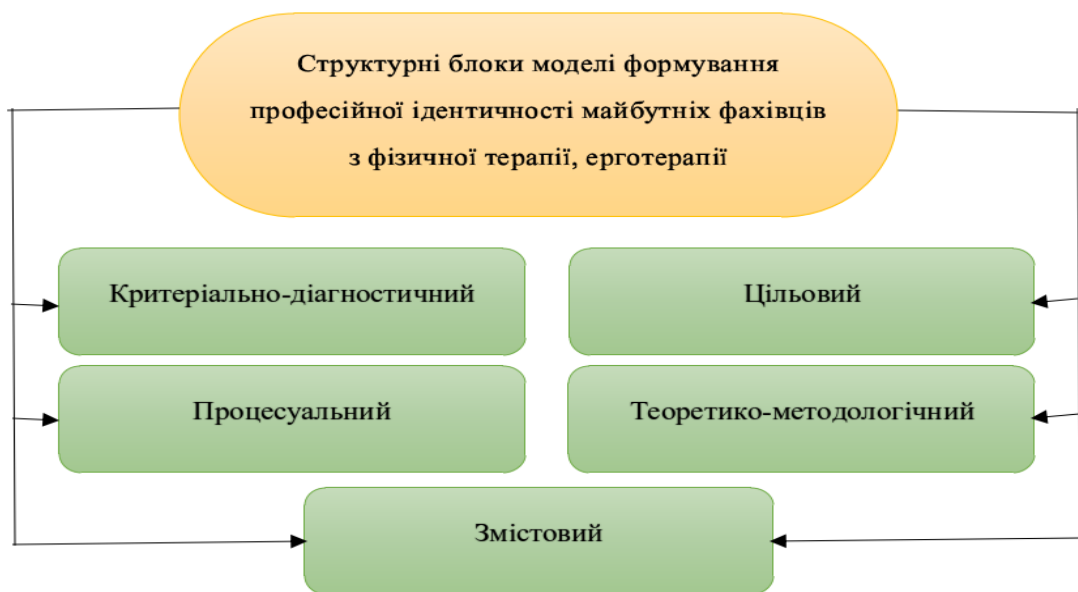 Структурні блоки моделі формування
професійної ідентичності майбутніх фахівців
з фізичної терапії, ерготерапії
Критеріально-діагностичний
Цільовий
Процесуальний
Теоретико-методологічний
Змістовий